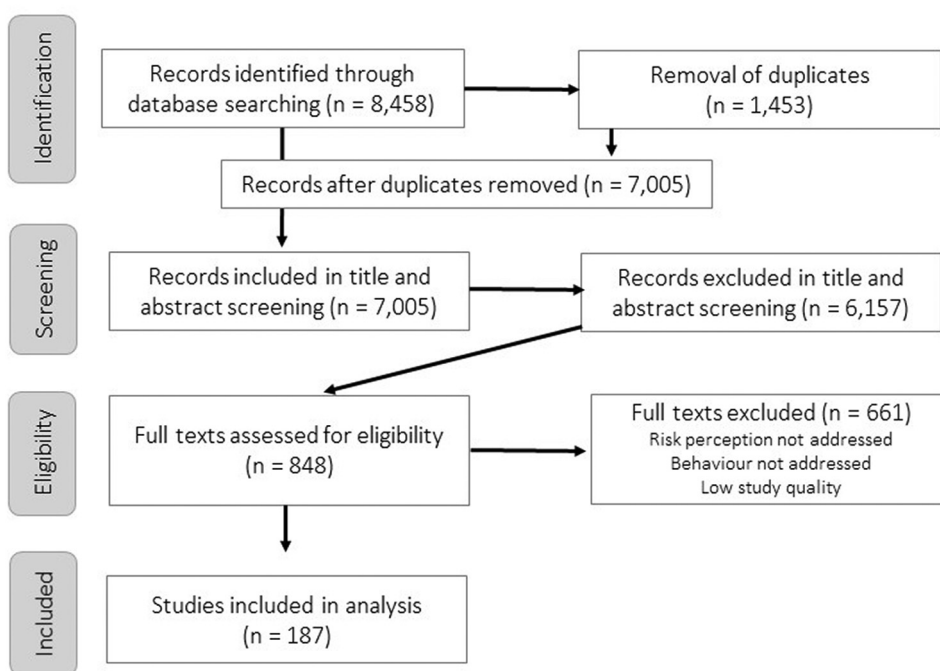 Identification
Records identified through
database searching (n = 8,458)
Removal of duplicates
(n = 1,453)
Records after duplicates removed (n = 7,005)
Screening
Records included in title and
abstract screening (n = 7,005)
Records excluded in title and
abstract screening (n = 6,157)
Eligibility
Full texts assessed for eligibility
(n = 848)
Full texts excluded (n = 661)
Risk perception not addressed
Behaviour not addressed
Low study quality
Included
Studies included in analysis
(n = 187)